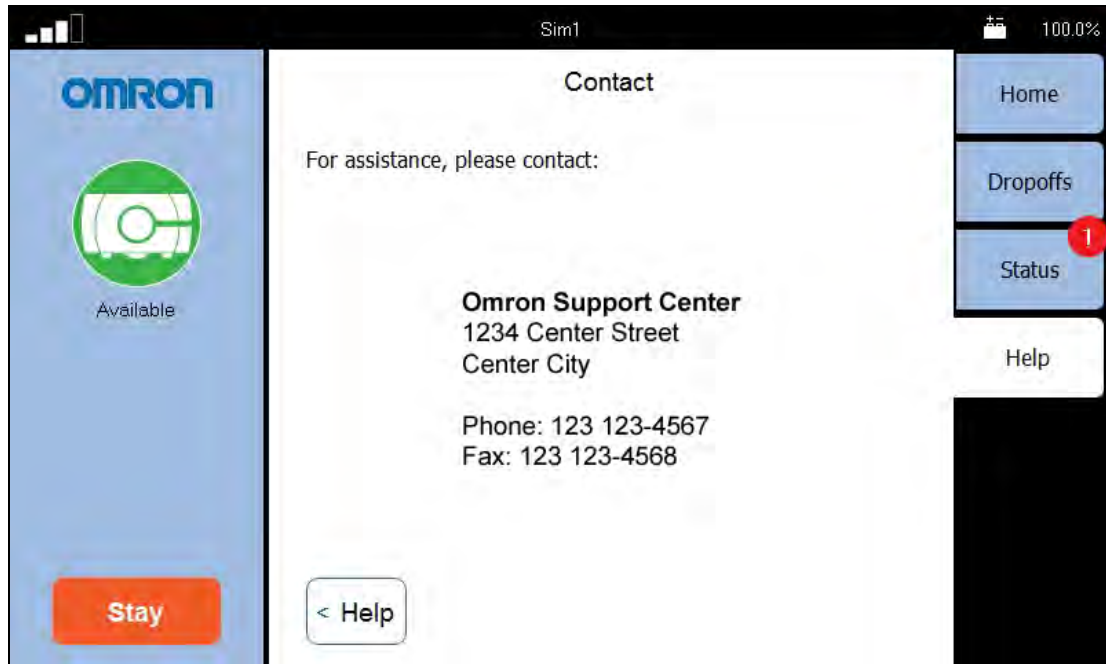 Sim1
100.0%
OMRON
Available
Stay
Contact
For assistance, please contact:
Omron Support Center
1234 Center Street
Center City
Phone: 123 123-4567
Fax: 123 123-4568
< Help
Home
Dropoffs
1
Status
Help